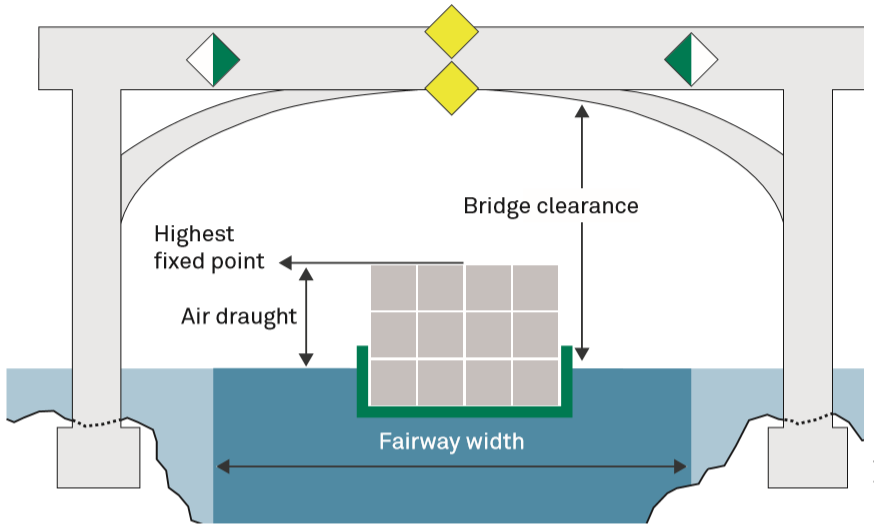 Bridge clearance
Highest
fixed point
Air draught
Fairway width